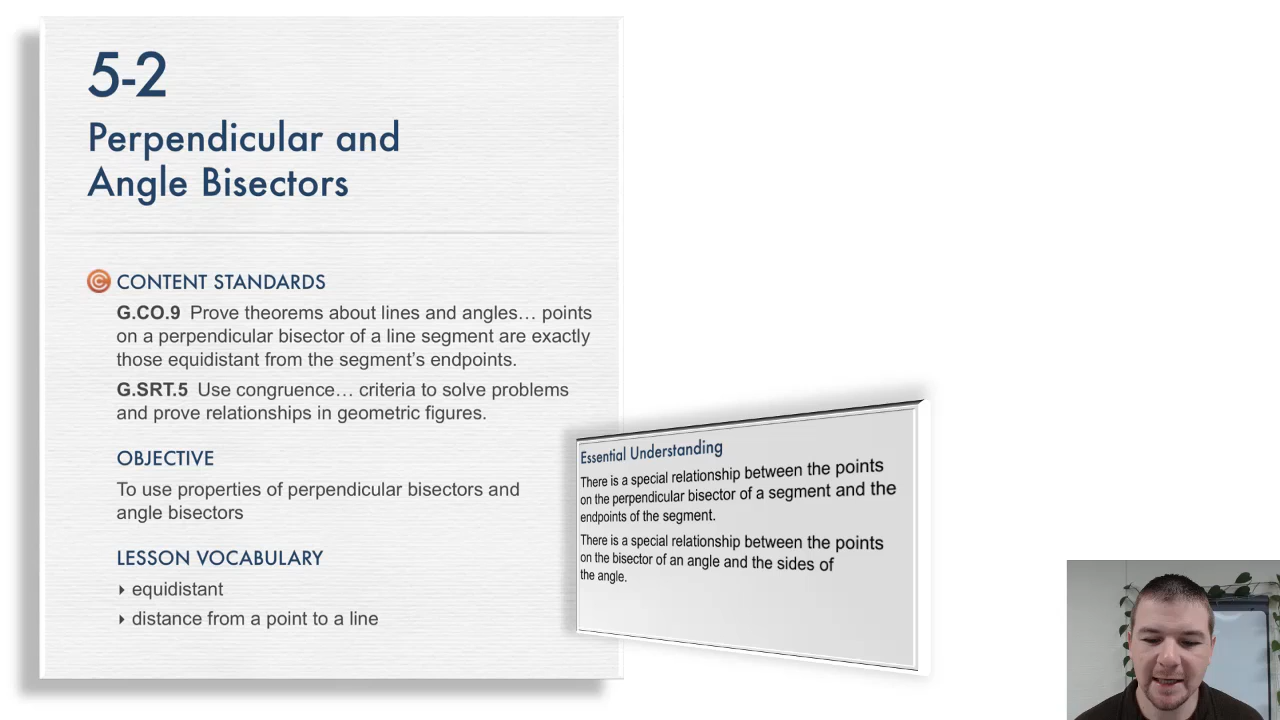 5-2
Perpendicular and
Angle Bisectors
CONTENT STANDARDS
G.CO.9 Prove theorems about lines and angles… points
on a perpendicular bisector of a line segment are exactly
those equidistant from the segment’s endpoints.
G.SRT.5 Use congruence… criteria to solve problems
and prove relationships in geometric figures.
OBJECTIVE
To use properties of perpendicular bisectors and
angle bisectors
LESSON VOCABULARY
equidistant
distance from a point to a line
Essential Understanding
There is a special relationship between the points
on the perpendicular bisector of a segment and the
endpoints of the segment.
There is a special relationship between the points
on the bisector of an angle and the sides of
the angle.